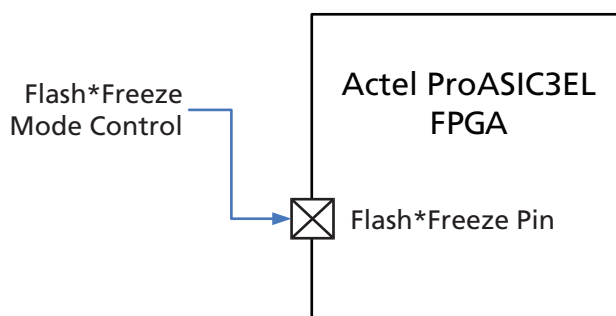 Actel ProASIC3EL
FPGA
Flash*Freeze
Mode Control
Flash*Freeze Pin